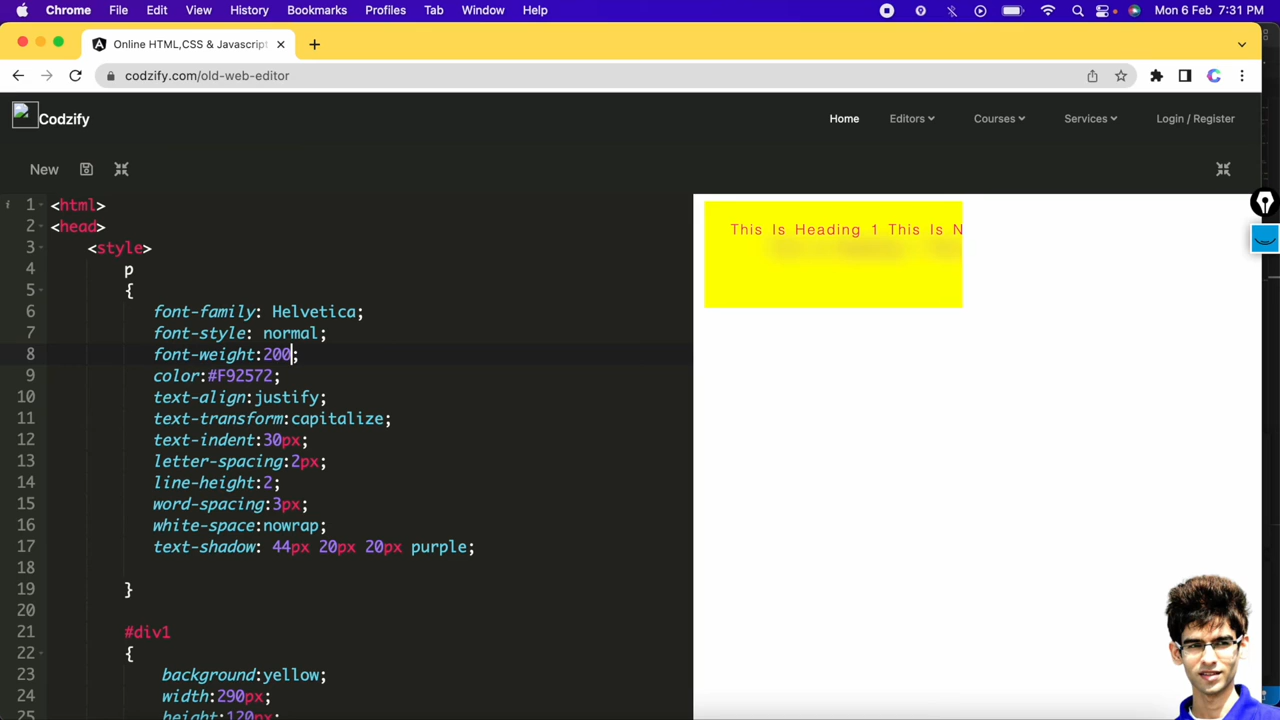 Chrome File Edit View History Bookmarks Profiles Tab Window Help Mon 6 Feb 7:31 PM
Online HTML,CSS & Javascript
codzify.com/old-web-editor
Codzify Home Editors Courses Services Login / Register
New
1 <html>
2 <head>
3 <style>
4 p
5 {
6 font-family: Helvetica;
7 font-style: normal;
8 font-weight:200;
9 color:#F92572;
10 text-align:justify;
11 text-transform:capitalize;
12 text-indent:30px;
13 letter-spacing:2px;
14 line-height:2;
15 word-spacing:3px;
16 white-space:nowrap;
17 text-shadow: 44px 20px 20px purple;
18
19 }
20
21 #div1
22 {
23 background:yellow;
24 width:290px;
25 height:120px;
This Is Heading 1 This Is N